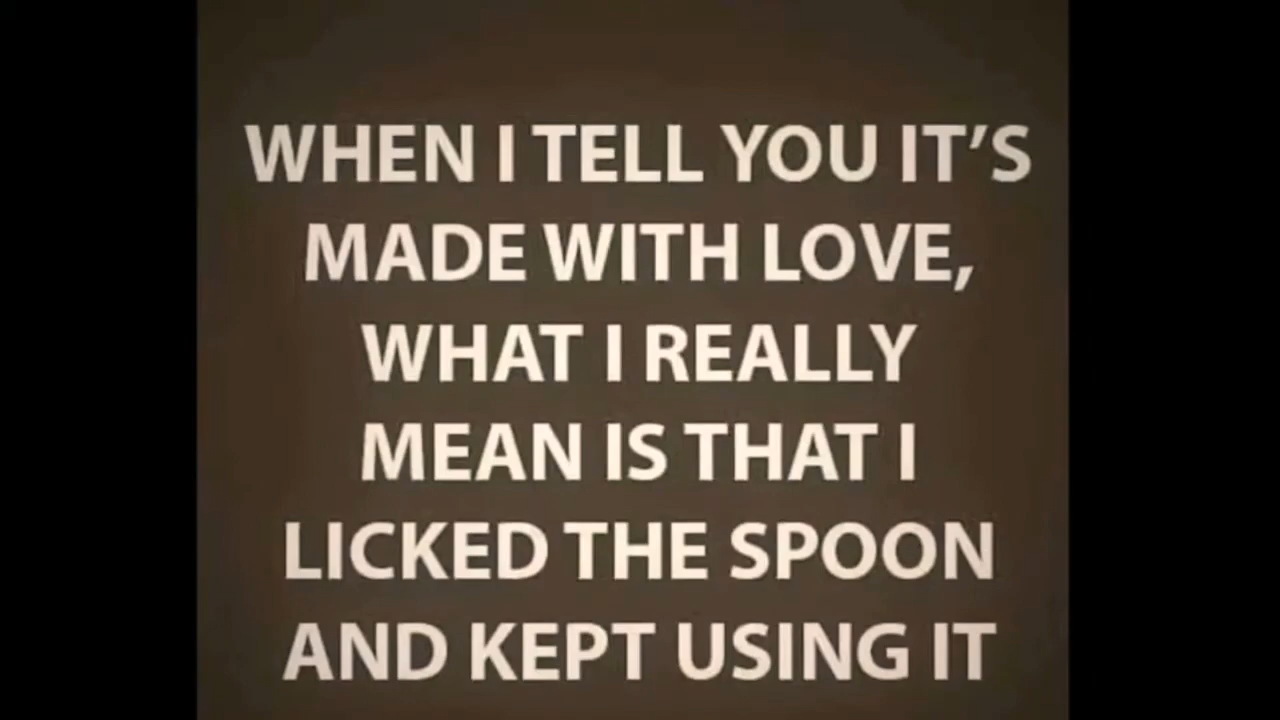 WHEN I TELL YOU IT’S
MADE WITH LOVE,
WHAT I REALLY
MEAN IS THAT I
LICKED THE SPOON
AND KEPT USING IT